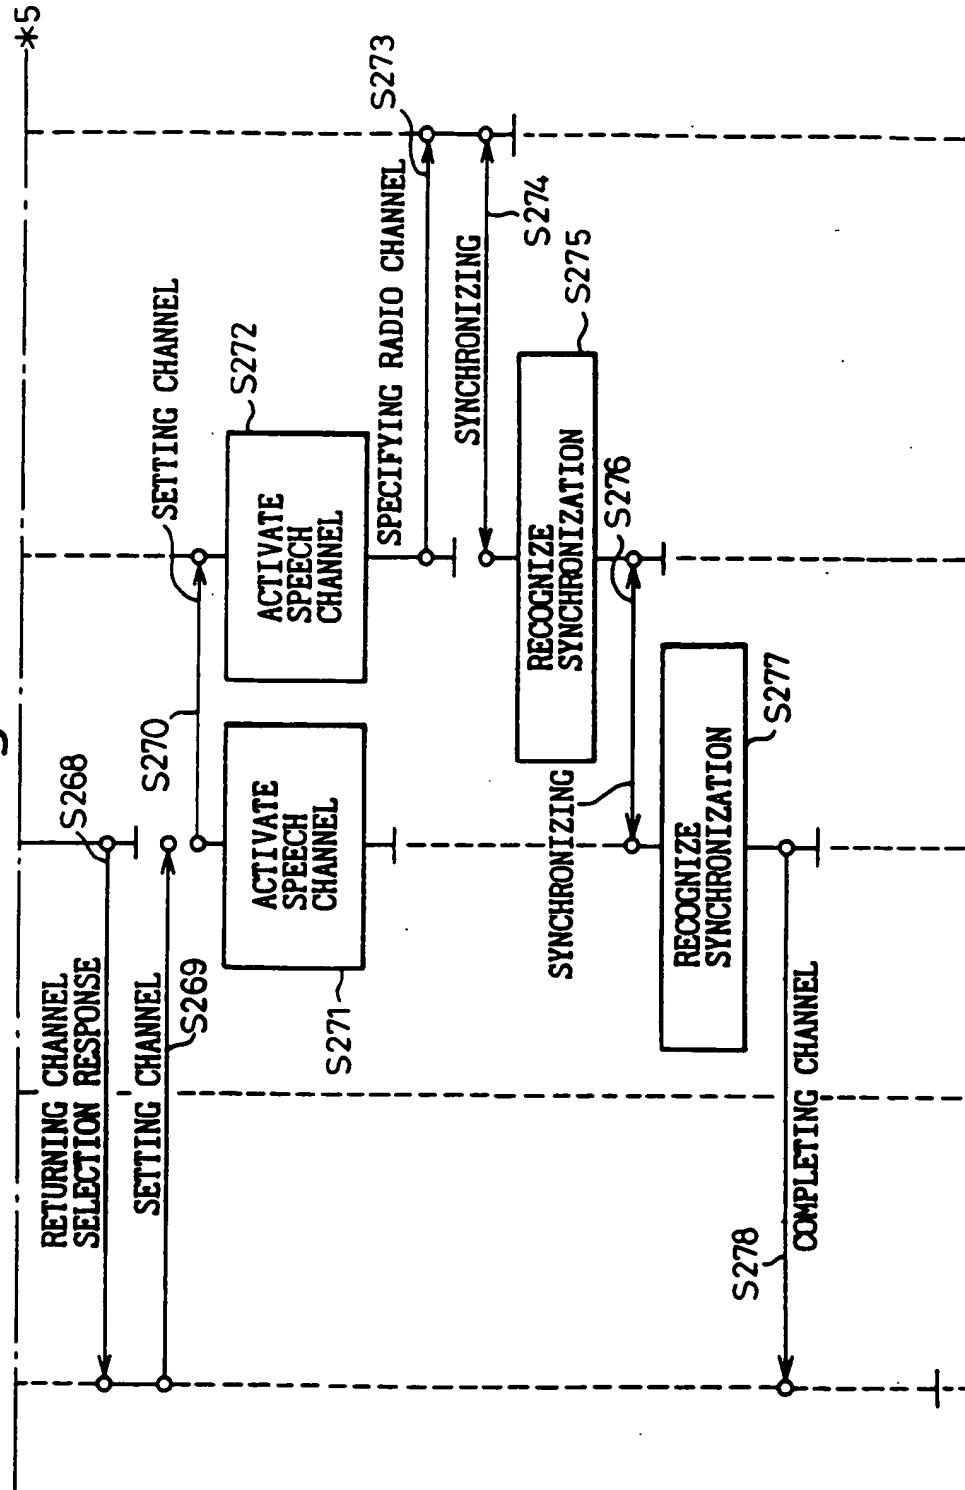 *5
S268
RETURNING CHANNEL
SELECTION RESPONSE
SETTING CHANNEL
S269
S270
SETTING CHANNEL
S271
ACTIVATE
SPEECH
CHANNEL
S272
ACTIVATE
SPEECH
CHANNEL
SPECIFYING RADIO CHANNEL
S273
SYNCHRONIZING
S274
S275
RECOGNIZE
SYNCHRONIZATION
S276
SYNCHRONIZING
S277
RECOGNIZE
SYNCHRONIZATION
S278
COMPLETING CHANNEL